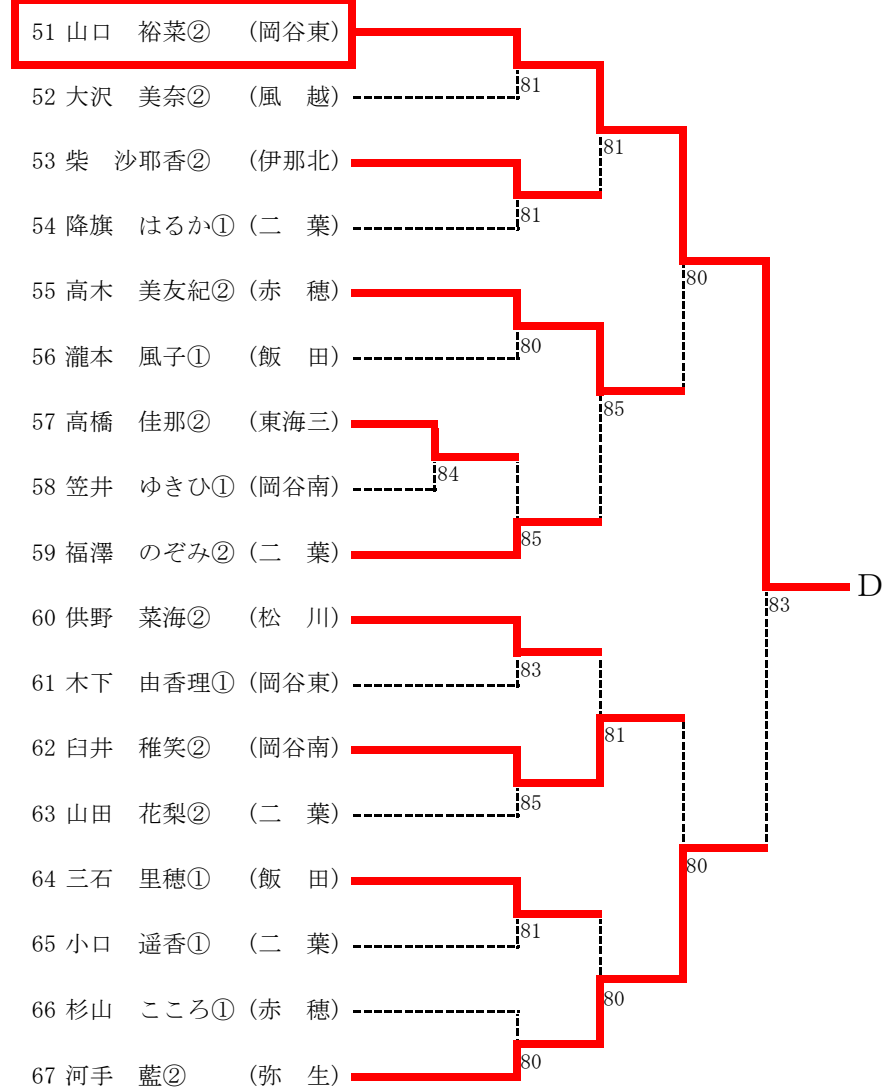 51 山口 裕菜② (岡谷東)
81
52 大沢 美奈② (風 越)
81
53 柴 沙耶香② (伊那北)
81
54 降旗 はるか① (二 葉)
80
55 高木 美友紀② (赤 穂)
80
56 瀧本 風子① (飯 田)
85
57 高橋 佳那② (東海三)
84
58 笠井 ゆきひ① (岡谷南)
85
59 福澤 のぞみ② (二 葉)
D
83
60 供野 菜海② (松 川)
83
61 木下 由香理① (岡谷東)
81
62 臼井 稚笑② (岡谷南)
85
63 山田 花梨② (二 葉)
80
64 三石 里穂① (飯 田)
81
65 小口 遥香① (二 葉)
80
66 杉山 こころ① (赤 穂)
80
67 河手 藍② (弥 生)